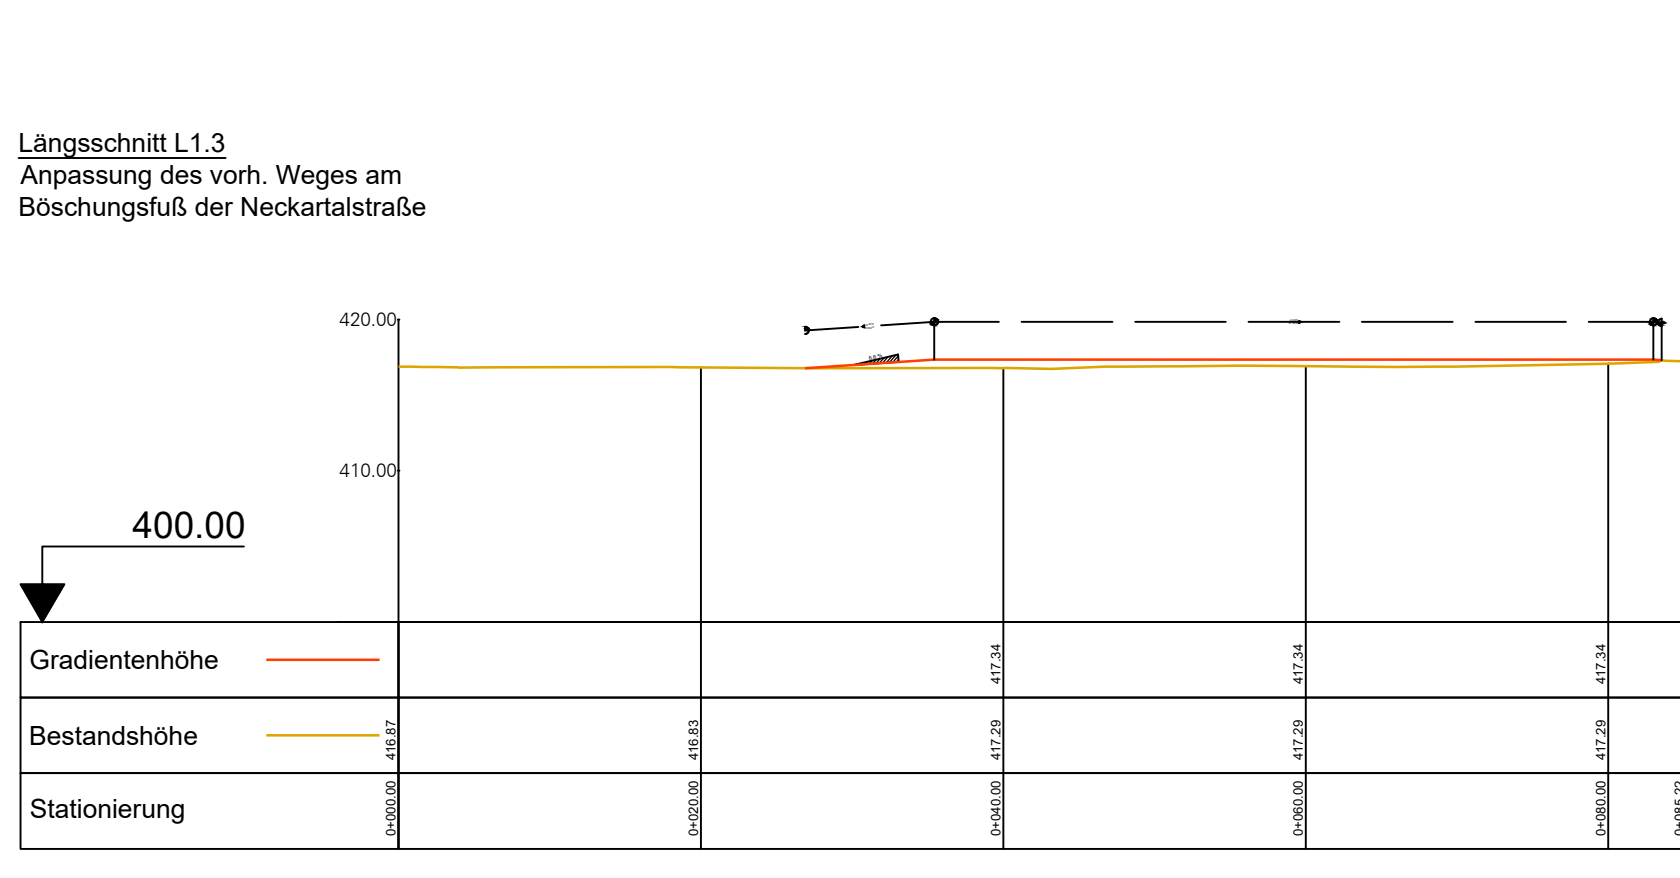 Längsschnitt L1.3
Anpassung des vorh. Weges am
Böschungsfuß der Neckartalstraße
420.00
410.00
400.00
Gradientenhöhe 417.34 417.34 417.34
Bestandshöhe 416.87 416.83 417.29 417.29 417.29
Stationierung 0+000.00 0+020.00 0+040.00 0+060.00 0+080.00